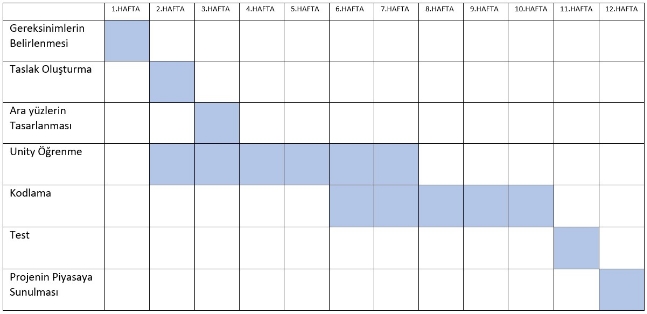 1.HAFTA 2.HAFTA 3.HAFTA 4.HAFTA 5.HAFTA 6.HAFTA 7.HAFTA 8.HAFTA 9.HAFTA 10.HAFTA 11.HAFTA 12.HAFTA
Gereksinimlerin
Belirlenmesi
Taslak Oluşturma
Ara yüzlerin
Tasarlanması
Unity Öğrenme
Kodlama
Test
Projenin Piyasaya
Sunulması